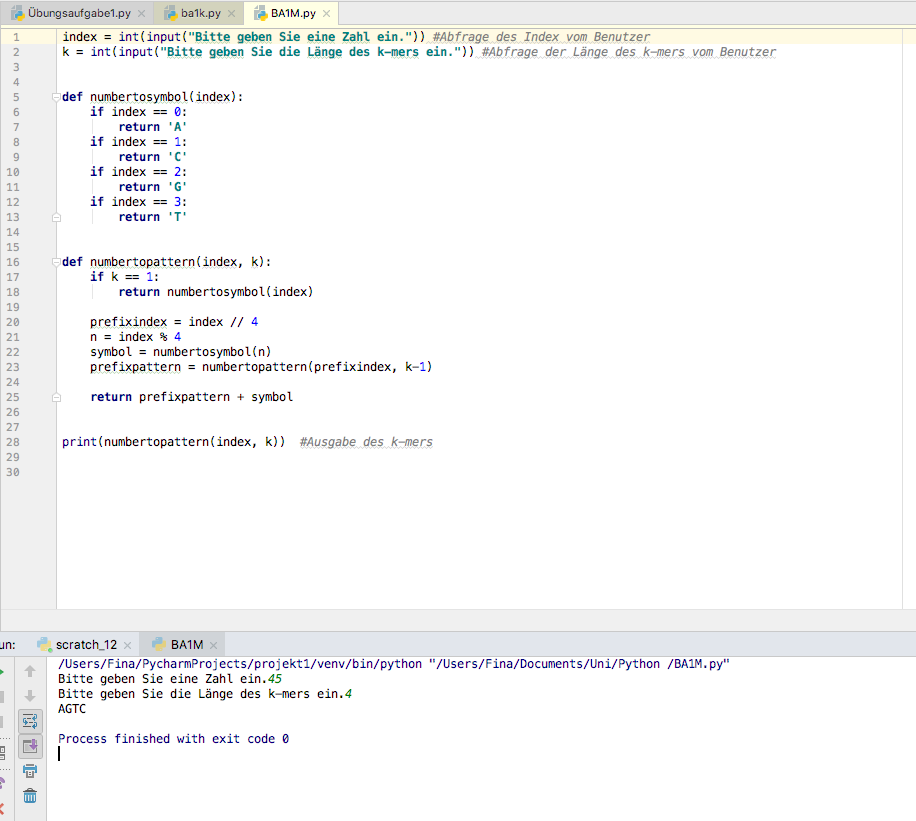 Übungsaufgabe1.py ba1k.py BA1M.py
1 index = int(input("Bitte geben Sie eine Zahl ein.")) #Abfrage des Index vom Benutzer
2 k = int(input("Bitte geben Sie die Länge des k-mers ein.")) #Abfrage der Länge des k-mers vom Benutzer
3
4
5 def numbertosymbol(index):
6 if index == 0:
7 return 'A'
8 if index == 1:
9 return 'C'
10 if index == 2:
11 return 'G'
12 if index == 3:
13 return 'T'
14
15
16 def numbertopattern(index, k):
17 if k == 1:
18 return numbertosymbol(index)
19
20 prefixindex = index // 4
21 n = index % 4
22 symbol = numbertosymbol(n)
23 prefixpattern = numbertopattern(prefixindex, k-1)
24
25 return prefixpattern + symbol
26
27
28 print(numbertopattern(index, k)) #Ausgabe des k-mers
29
30
un: scratch_12 BA1M
/Users/Fina/PycharmProjects/projekt1/venv/bin/python "/Users/Fina/Documents/Uni/Python /BA1M.py"
Bitte geben Sie eine Zahl ein.45
Bitte geben Sie die Länge des k-mers ein.4
AGTC
Process finished with exit code 0